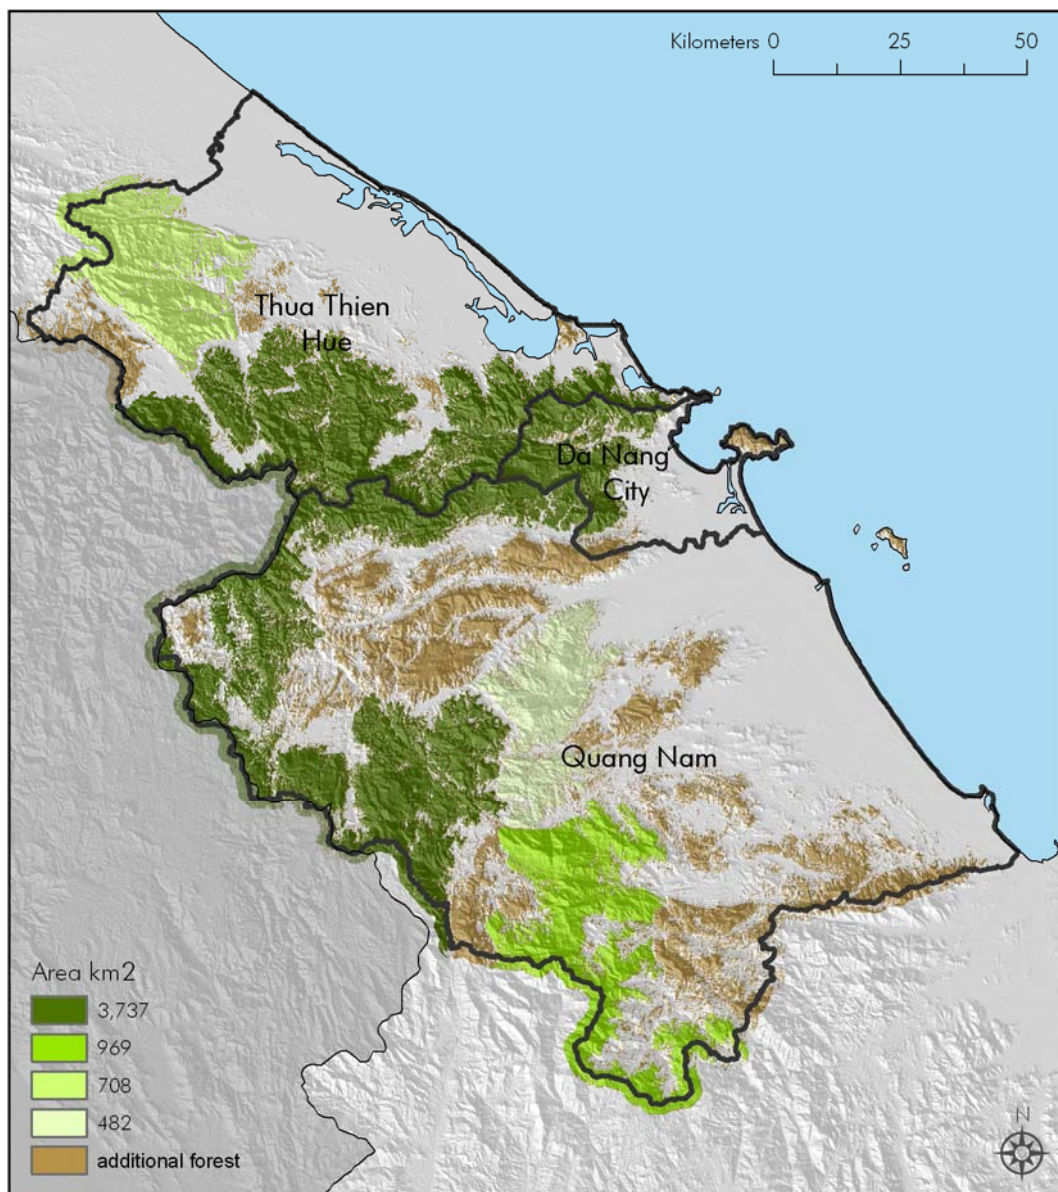 Kilometers 0 25 50
Thua Thien
Hue
Da Nang
City
Quang Nam
Area km2
3,737
969
708
482
additional forest
N